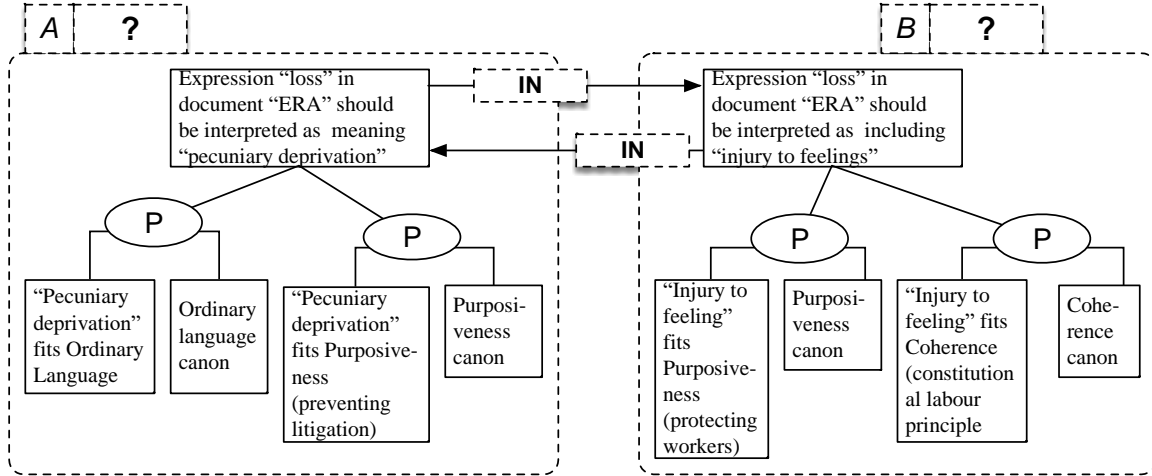 A ?
B ?
Expression “loss” in
document “ERA” should
be interpreted as meaning
“pecuniary deprivation”
IN
IN
Expression “loss” in
document “ERA” should
be interpreted as including
“injury to feelings”
P
P
P
P
“Pecuniary
deprivation”
fits Ordinary
Language
Ordinary
language
canon
“Pecuniary
deprivation”
fits Purposive-
ness
(preventing
litigation)
Purposi-
veness
canon
“Injury to
feeling”
fits
Purposive-
ness
(protecting
workers)
Purposi-
veness
canon
“Injury to
feeling” fits
Coherence
(constitution
al labour
principle
Cohe-
rence
canon